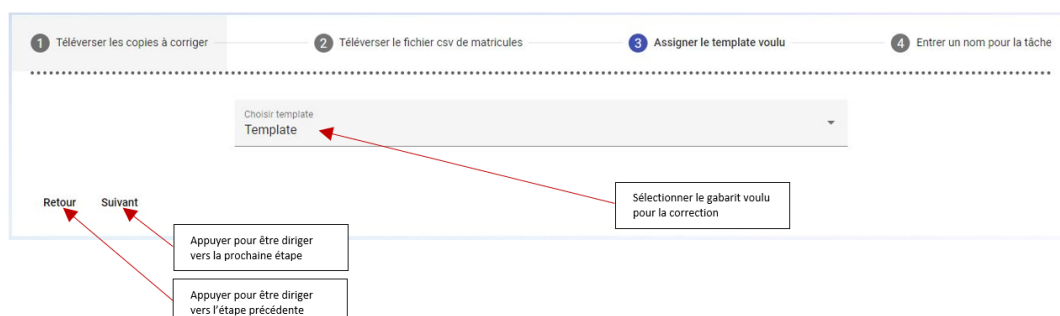 1 Téléverser les copies à corriger 2 Téléverser le fichier csv de matricules 3 Assigner le template voulu 4 Entrer un nom pour la tâche
Choisir template
Template
Sélectionner le gabarit voulu
pour la correction
Retour Suivant
Appuyer pour être diriger
vers la prochaine étape
Appuyer pour être diriger
vers l'étape précédente